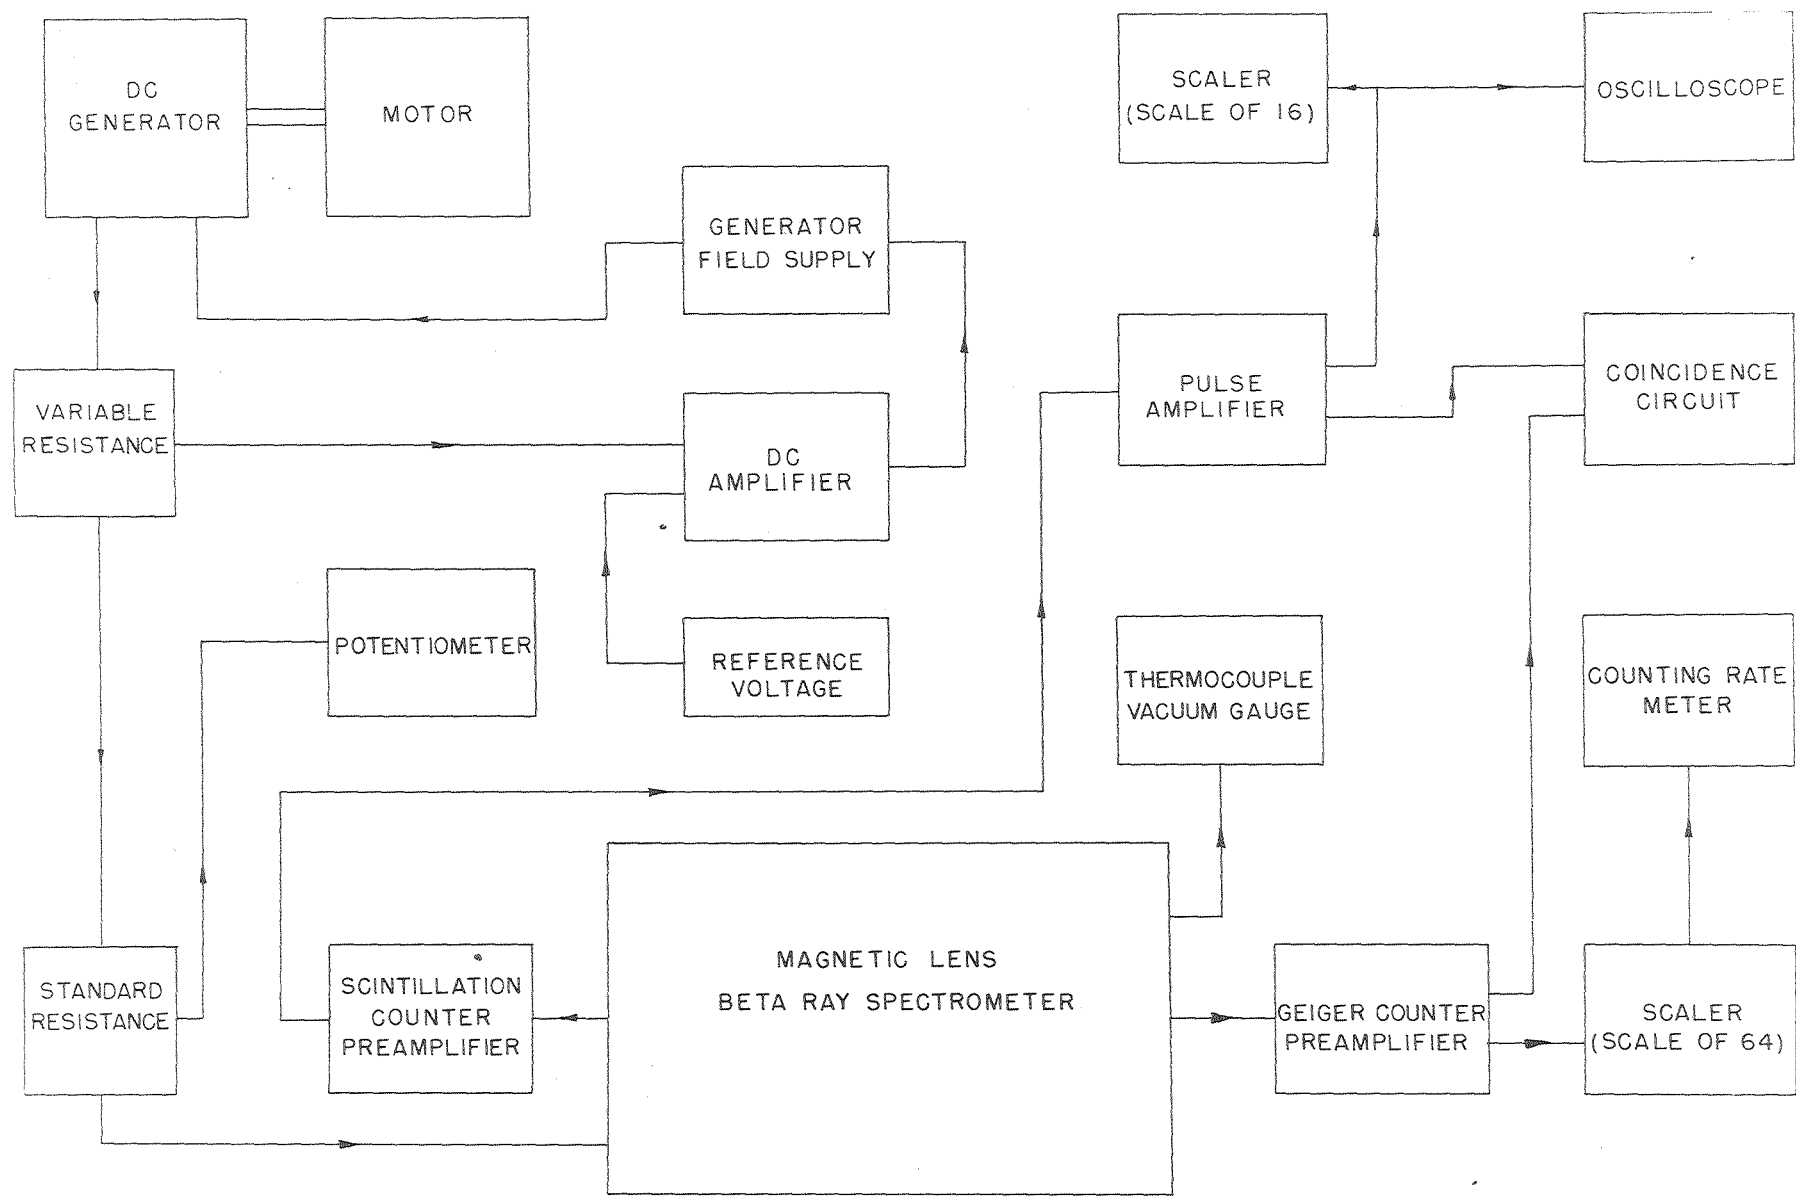 DC
GENERATOR
MOTOR
SCALER
(SCALE OF 16)
OSCILLOSCOPE
GENERATOR
FIELD SUPPLY
VARIABLE
RESISTANCE
DC
AMPLIFIER
PULSE
AMPLIFIER
COINCIDENCE
CIRCUIT
POTENTIOMETER
REFERENCE
VOLTAGE
THERMOCOUPLE
VACUUM GAUGE
COUNTING RATE
METER
STANDARD
RESISTANCE
SCINTILLATION
COUNTER
PREAMPLIFIER
MAGNETIC LENS
BETA RAY SPECTROMETER
GEIGER COUNTER
PREAMPLIFIER
SCALER
(SCALE OF 64)